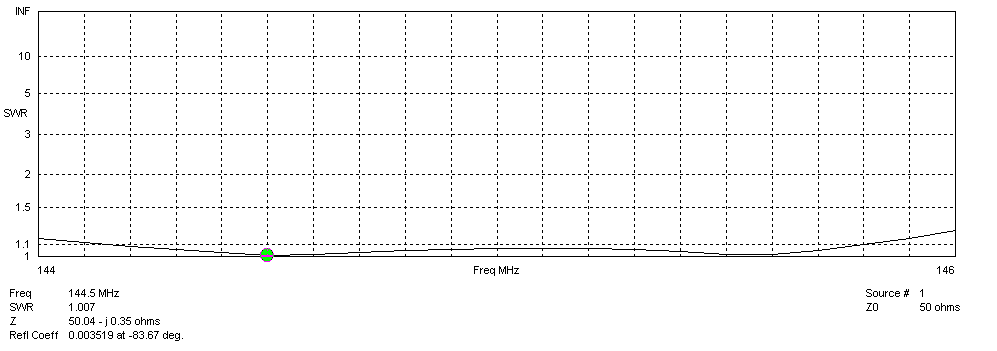 INF
10
5
SWR
3
2
1.5
1.1
1
144 Freq MHz 146
Freq 144.5 MHz Source # 1
SWR 1.007 Z0 50 ohms
Z 50.04 - j 0.35 ohms
Refl Coeff 0.003519 at -83.67 deg.